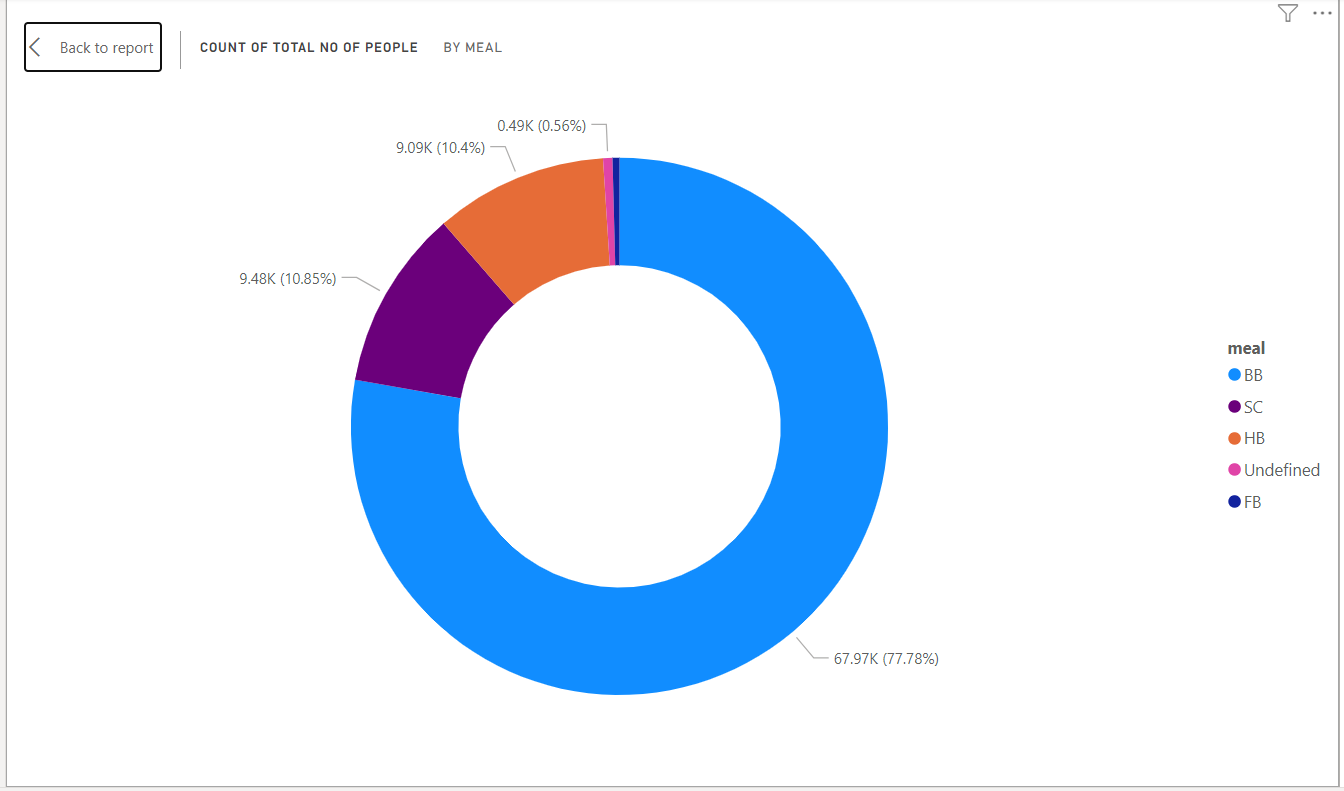 Back to report
COUNT OF TOTAL NO OF PEOPLE BY MEAL
0.49K (0.56%)
9.09K (10.4%)
9.48K (10.85%)
67.97K (77.78%)
meal
BB
SC
HB
Undefined
FB